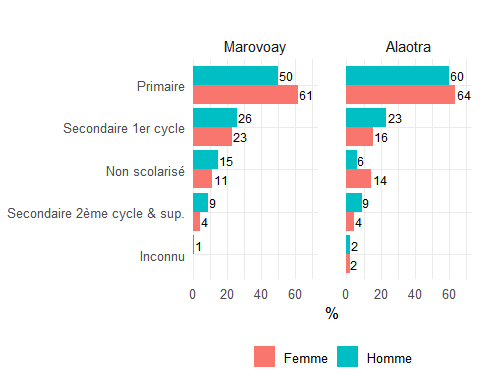 Marovoay Alaotra
Primaire 50 60
61 64
Secondaire 1er cycle 26 23
23 16
Non scolarisé 15 6
11 14
Secondaire 2ème cycle & sup. 9 9
4 4
Inconnu 1 2
2
0 20 40 60 0 20 40 60
%
Femme Homme